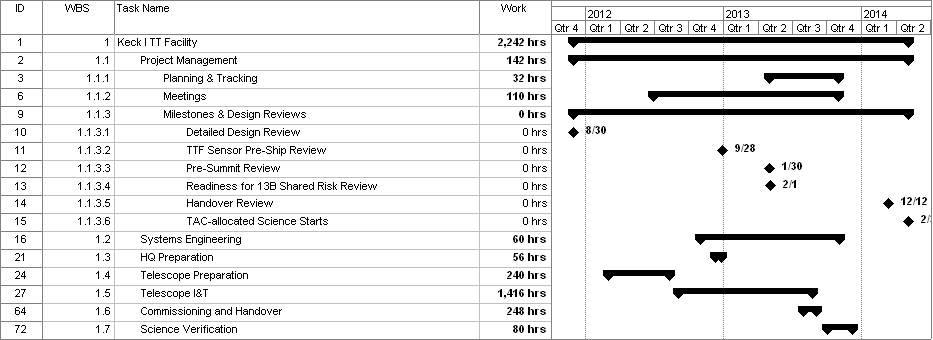 ID WBS Task Name Work 2012 2013 2014
Qtr 4 Qtr 1 Qtr 2 Qtr 3 Qtr 4 Qtr 1 Qtr 2 Qtr 3 Qtr 4 Qtr 1 Qtr 2
1 1 Keck I TT Facility 2,242 hrs
2 1.1 Project Management 142 hrs
3 1.1.1 Planning & Tracking 32 hrs
6 1.1.2 Meetings 110 hrs
9 1.1.3 Milestones & Design Reviews 0 hrs
10 1.1.3.1 Detailed Design Review 0 hrs 8/30
11 1.1.3.2 TTF Sensor Pre-Ship Review 0 hrs 9/28
12 1.1.3.3 Pre-Summit Review 0 hrs 1/30
13 1.1.3.4 Readiness for 13B Shared Risk Review 0 hrs 2/1
14 1.1.3.5 Handover Review 0 hrs 12/12
15 1.1.3.6 TAC-allocated Science Starts 0 hrs 2/
16 1.2 Systems Engineering 60 hrs
21 1.3 HQ Preparation 56 hrs
24 1.4 Telescope Preparation 240 hrs
27 1.5 Telescope I&T 1,416 hrs
64 1.6 Commissioning and Handover 248 hrs
72 1.7 Science Verification 80 hrs